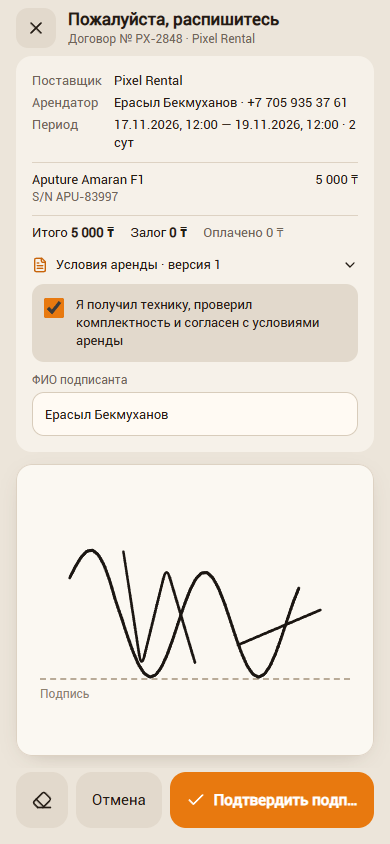 Пожалуйста, распишитесь
Договор № PX-2848 · Pixel Rental
Поставщик Pixel Rental
Арендатор Ерасыл Бекмуханов · +7 705 935 37 61
Период 17.11.2026, 12:00 — 19.11.2026, 12:00 · 2
сут
Aputure Amaran F1 5 000 ₸
S/N APU-83997
Итого 5 000 ₸ Залог 0 ₸ Оплачено 0 ₸
Условия аренды · версия 1
Я получил технику, проверил
комплектность и согласен с условиями
аренды
ФИО подписанта
Ерасыл Бекмуханов
Подпись
Отмена
Подтвердить подп...